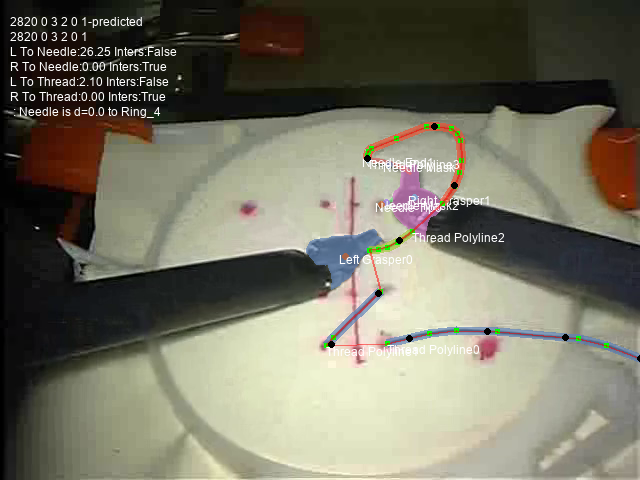 2820 0 3 2 0 1-predicted
2820 0 3 2 0 1
L To Needle:26.25 Inters:False
R To Needle:0.00 Inters:True
L To Thread:2.10 Inters:False
R To Thread:0.00 Inters:True
: Needle is d=0.0 to Ring_4
Needle Mask
Thread Polyline2
Left Grasper0
Thread Polyline0